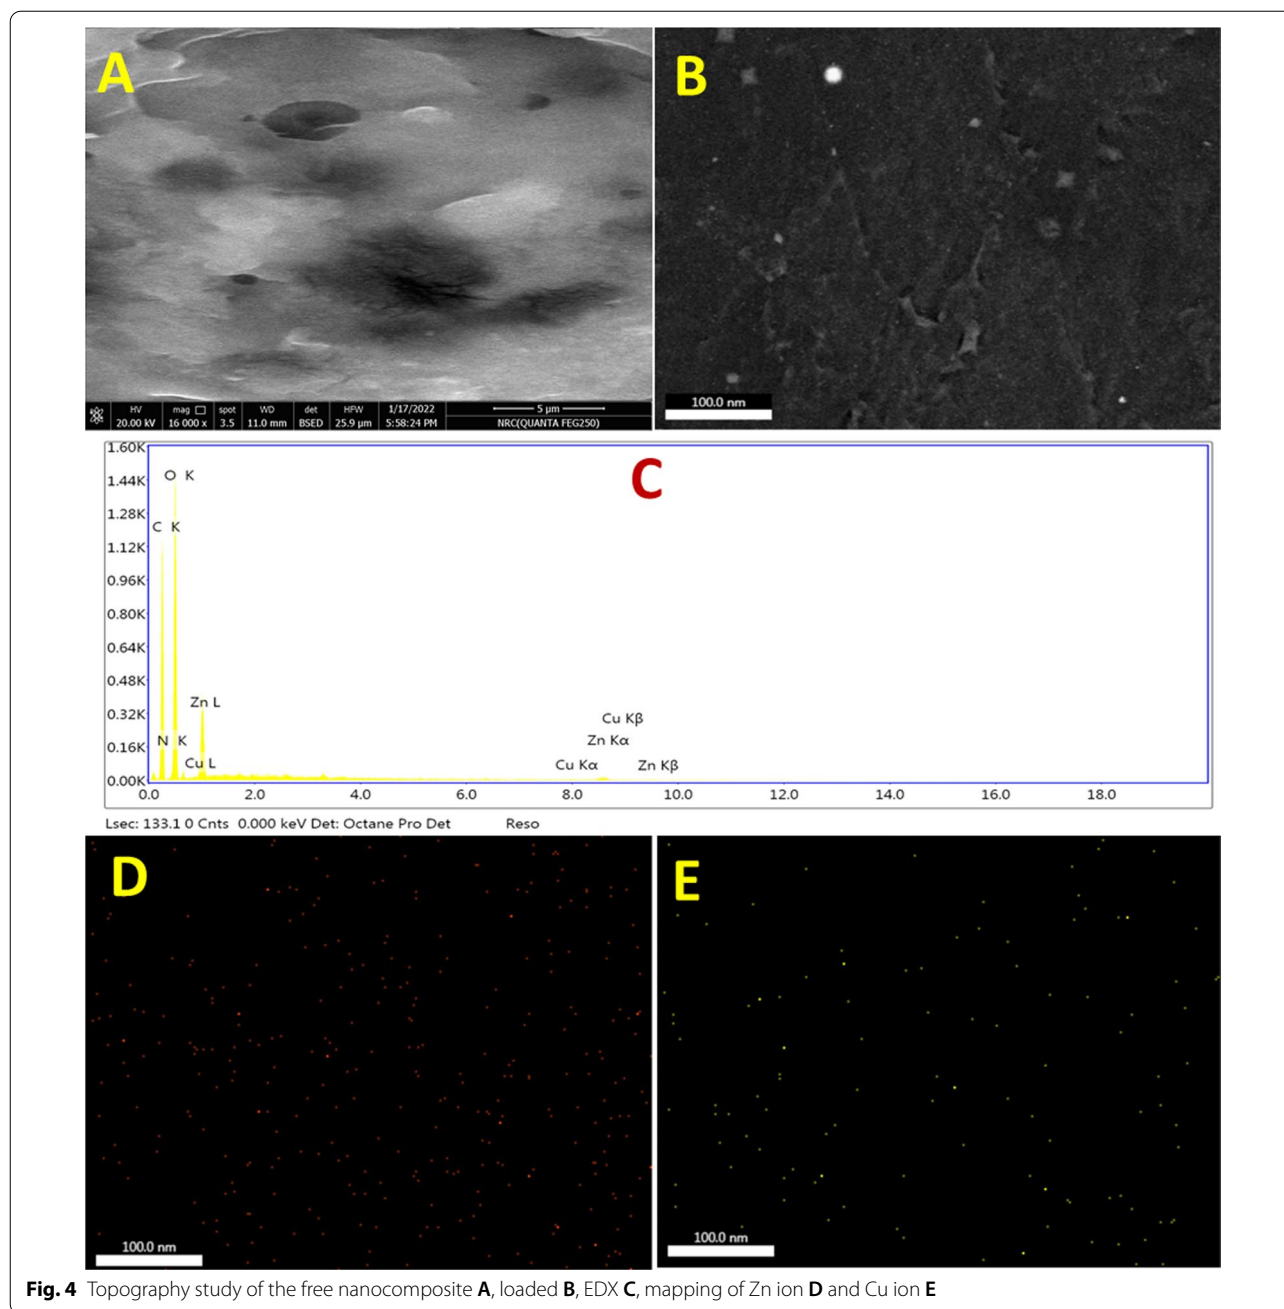 A
B
HV mag □ spot WD det HFW 1/17/2022 5 µm
20.00 kV 16 000 x 3.5 11.0 mm BSED 25.9 µm 5:58:24 PM NRC(QUANTA FEG250)
100.0 nm
C
1.60K
1.44K
O K
1.28K
C K
1.12K
0.96K
0.80K
0.64K
0.48K
Zn L
0.32K
Cu Kβ
0.16K
N K
Zn Kα
Cu L
Cu Kα
Zn Kβ
0.00K
0.0 2.0 4.0 6.0 8.0 10.0 12.0 14.0 16.0 18.0
Lsec: 133.1 0 Cnts 0.000 keV Det: Octane Pro Det Reso
D
E
100.0 nm
100.0 nm
Fig. 4 Topography study of the free nanocomposite A, loaded B, EDX C, mapping of Zn ion D and Cu ion E